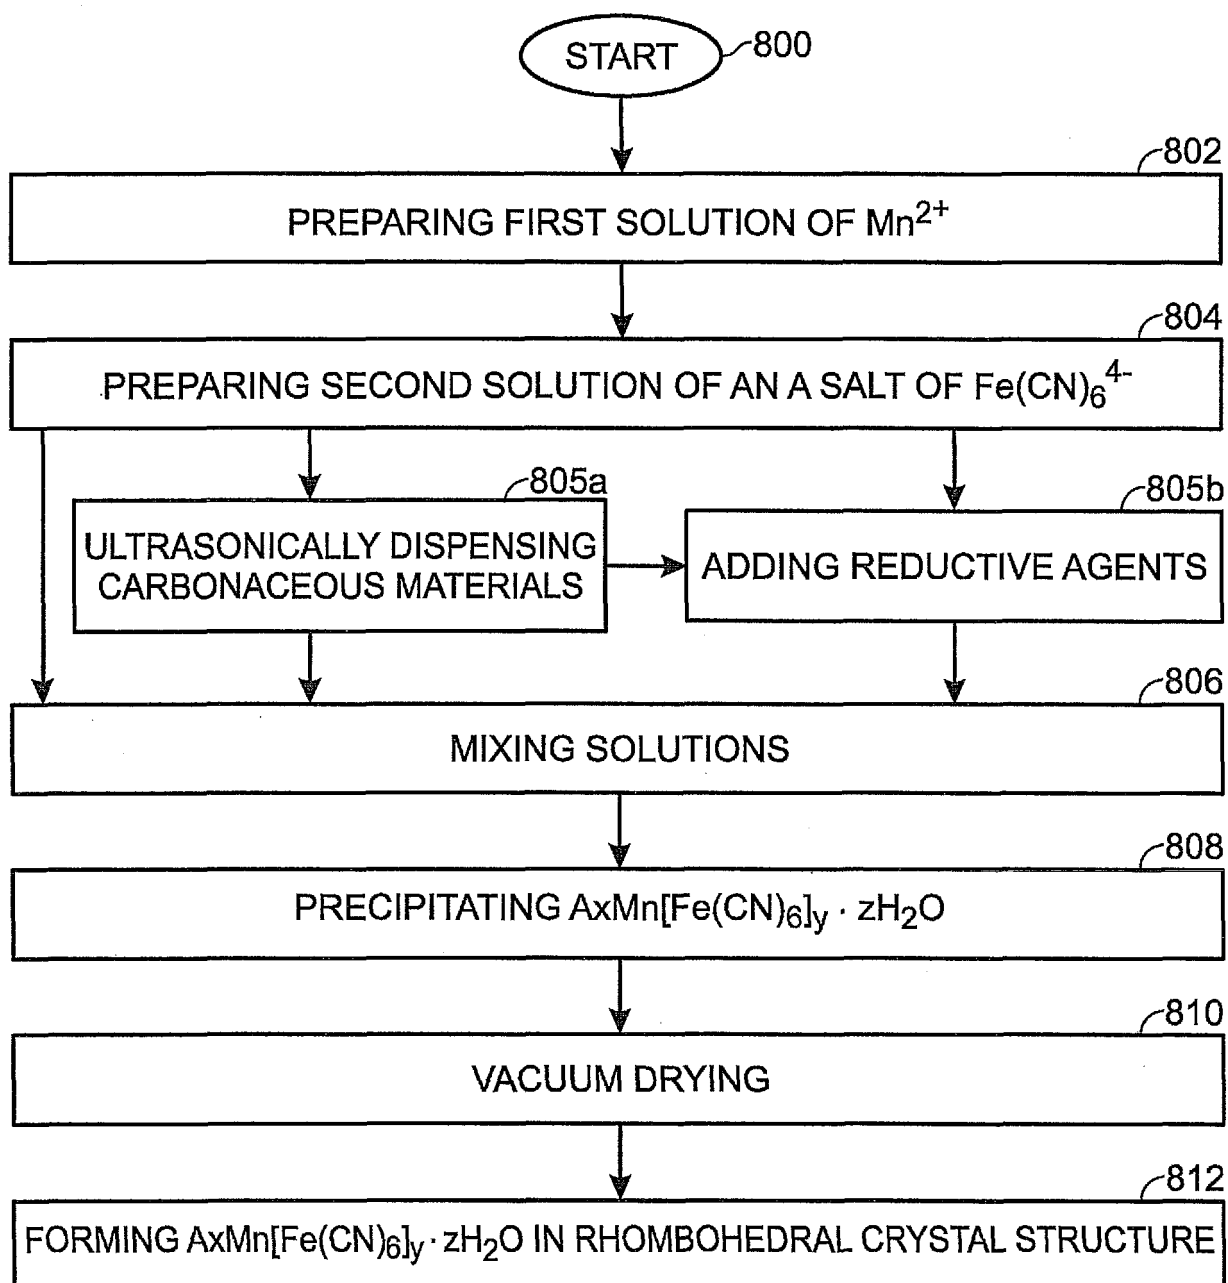 START
800
802
PREPARING FIRST SOLUTION OF Mn²⁺
804
PREPARING SECOND SOLUTION OF AN A SALT OF Fe(CN)₆⁴⁻
805a
ULTRASONICALLY DISPENSING
CARBONACEOUS MATERIALS
805b
ADDING REDUCTIVE AGENTS
806
MIXING SOLUTIONS
808
PRECIPITATING AxMn[Fe(CN)₆]y · zH₂O
810
VACUUM DRYING
812
FORMING AxMn[Fe(CN)₆]y · zH₂O IN RHOMBOHEDRAL CRYSTAL STRUCTURE